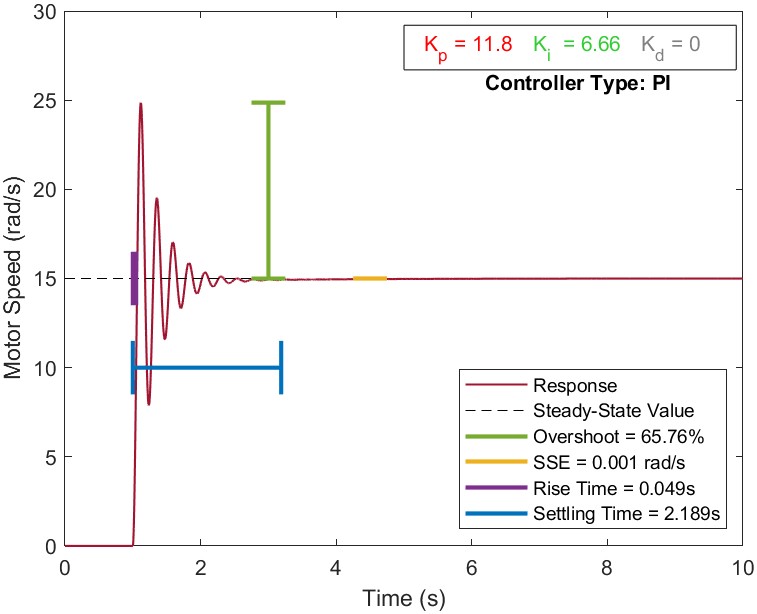 30
25
20
15
10
5
0
Motor Speed (rad/s)
Kp = 11.8 Ki = 6.66 Kd = 0
Controller Type: PI
Response
Steady-State Value
Overshoot = 65.76%
SSE = 0.001 rad/s
Rise Time = 0.049s
Settling Time = 2.189s
0 2 4 6 8 10
Time (s)